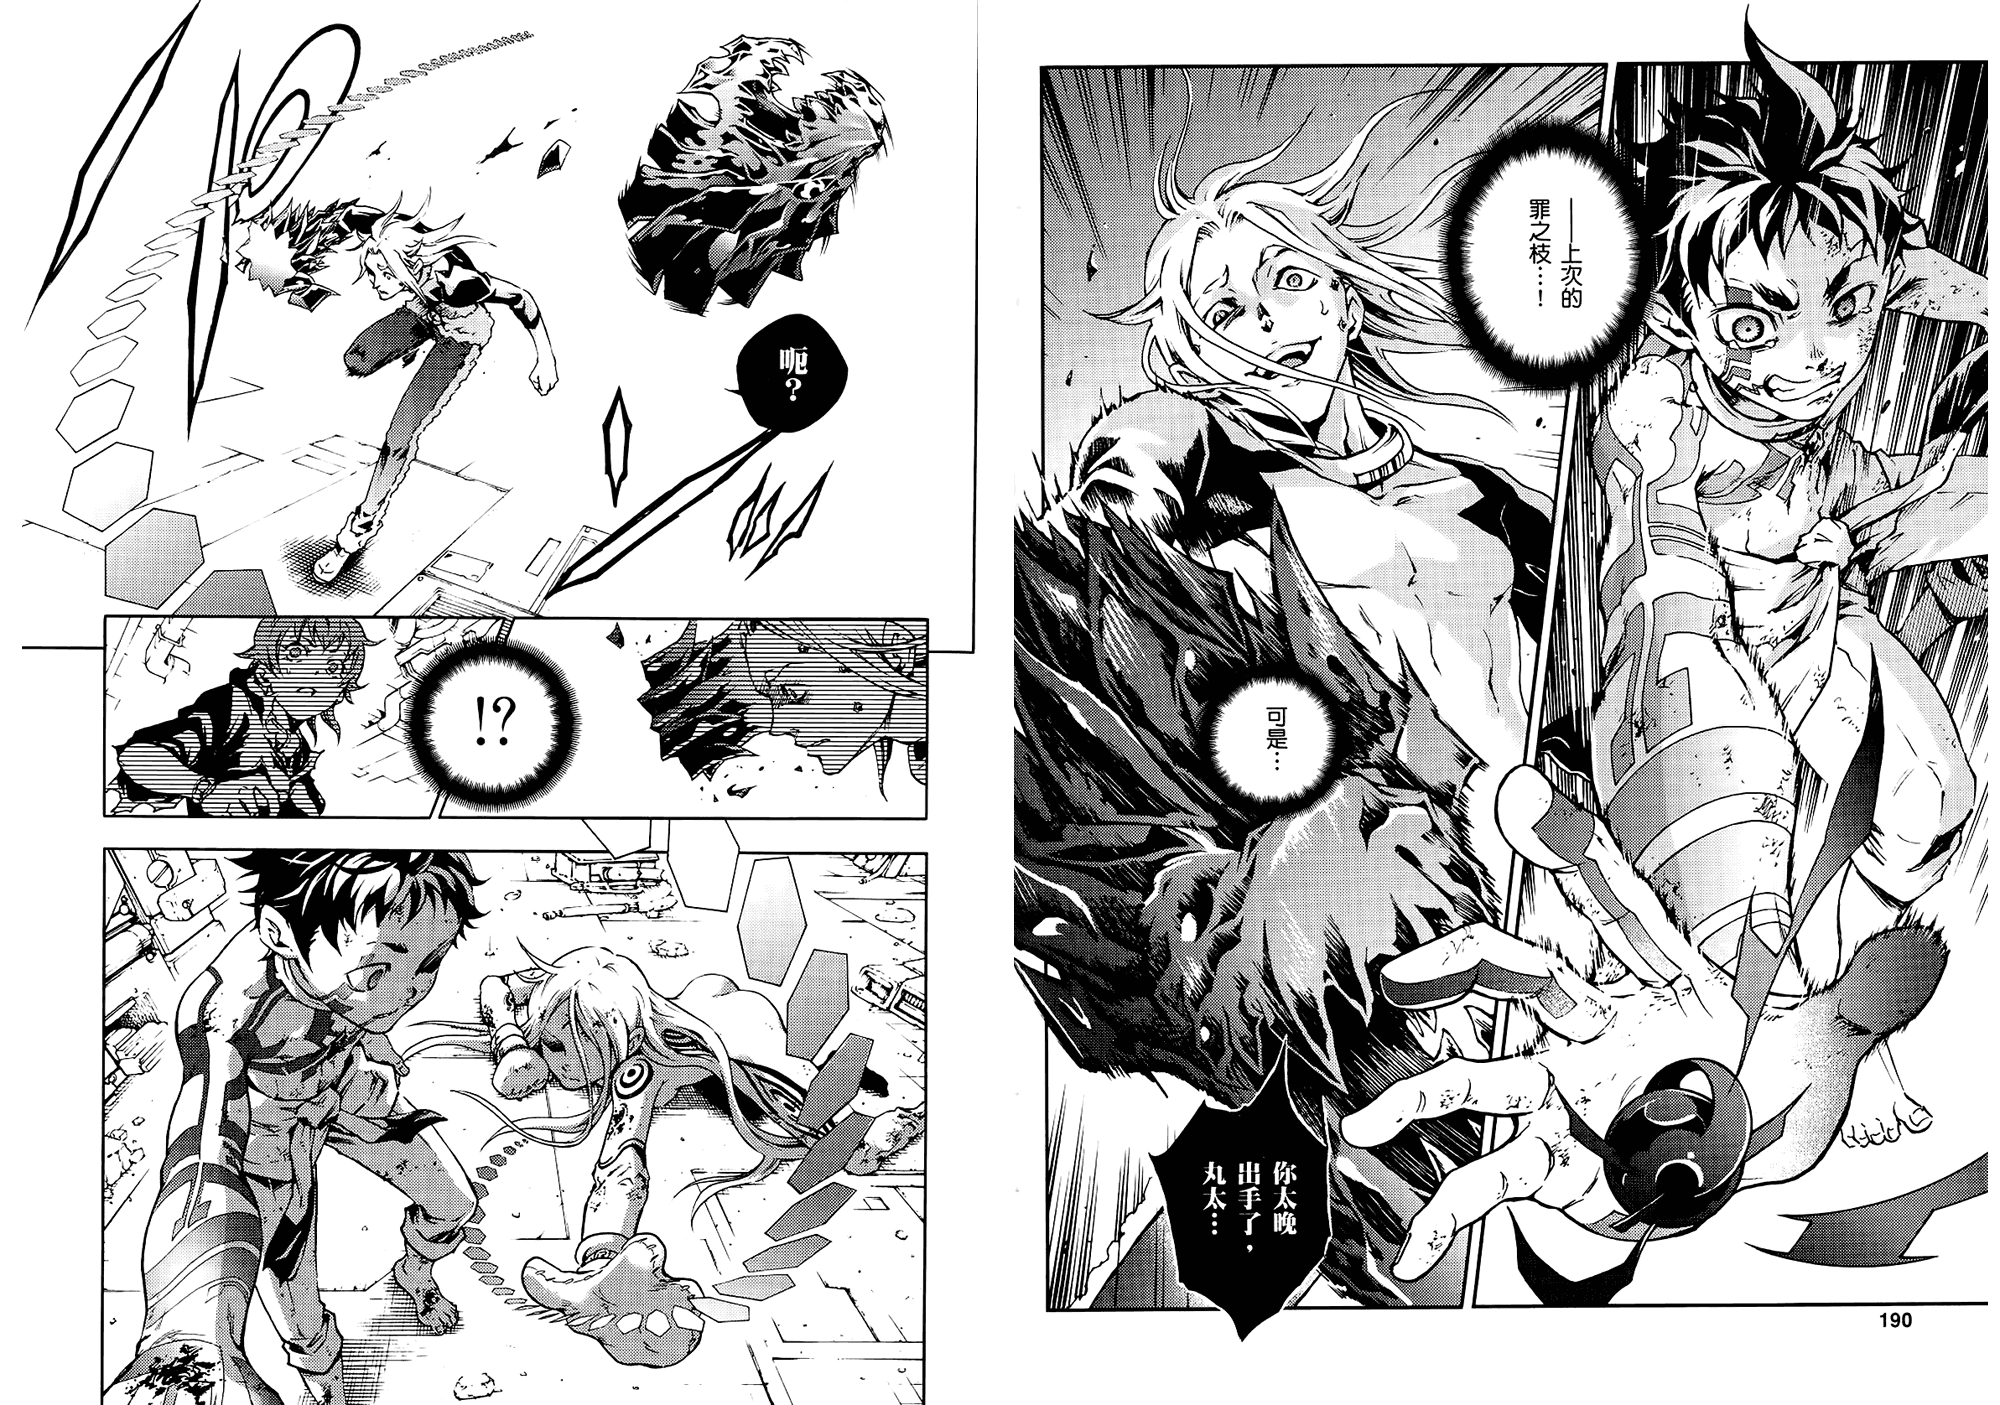 ——上次的
罪之枝…！
可是…
你太晚
出手了，
丸太…
190
呃？
!?